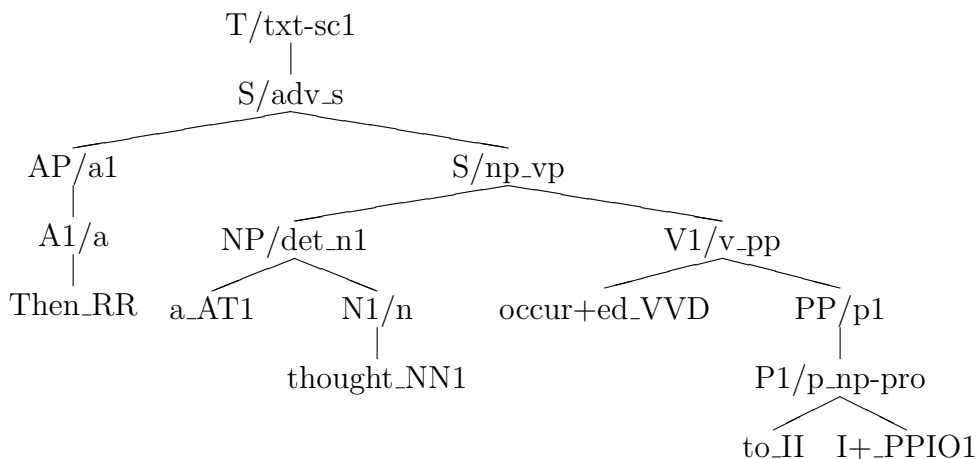 T/txt-sc1
S/adv_s
AP/a1 S/np_vp
A1/a NP/det_n1 V1/v_pp
Then_RR a_AT1 N1/n occur+ed_VVD PP/p1
thought_NN1 P1/p_np-pro
to_II I+_PPIO1